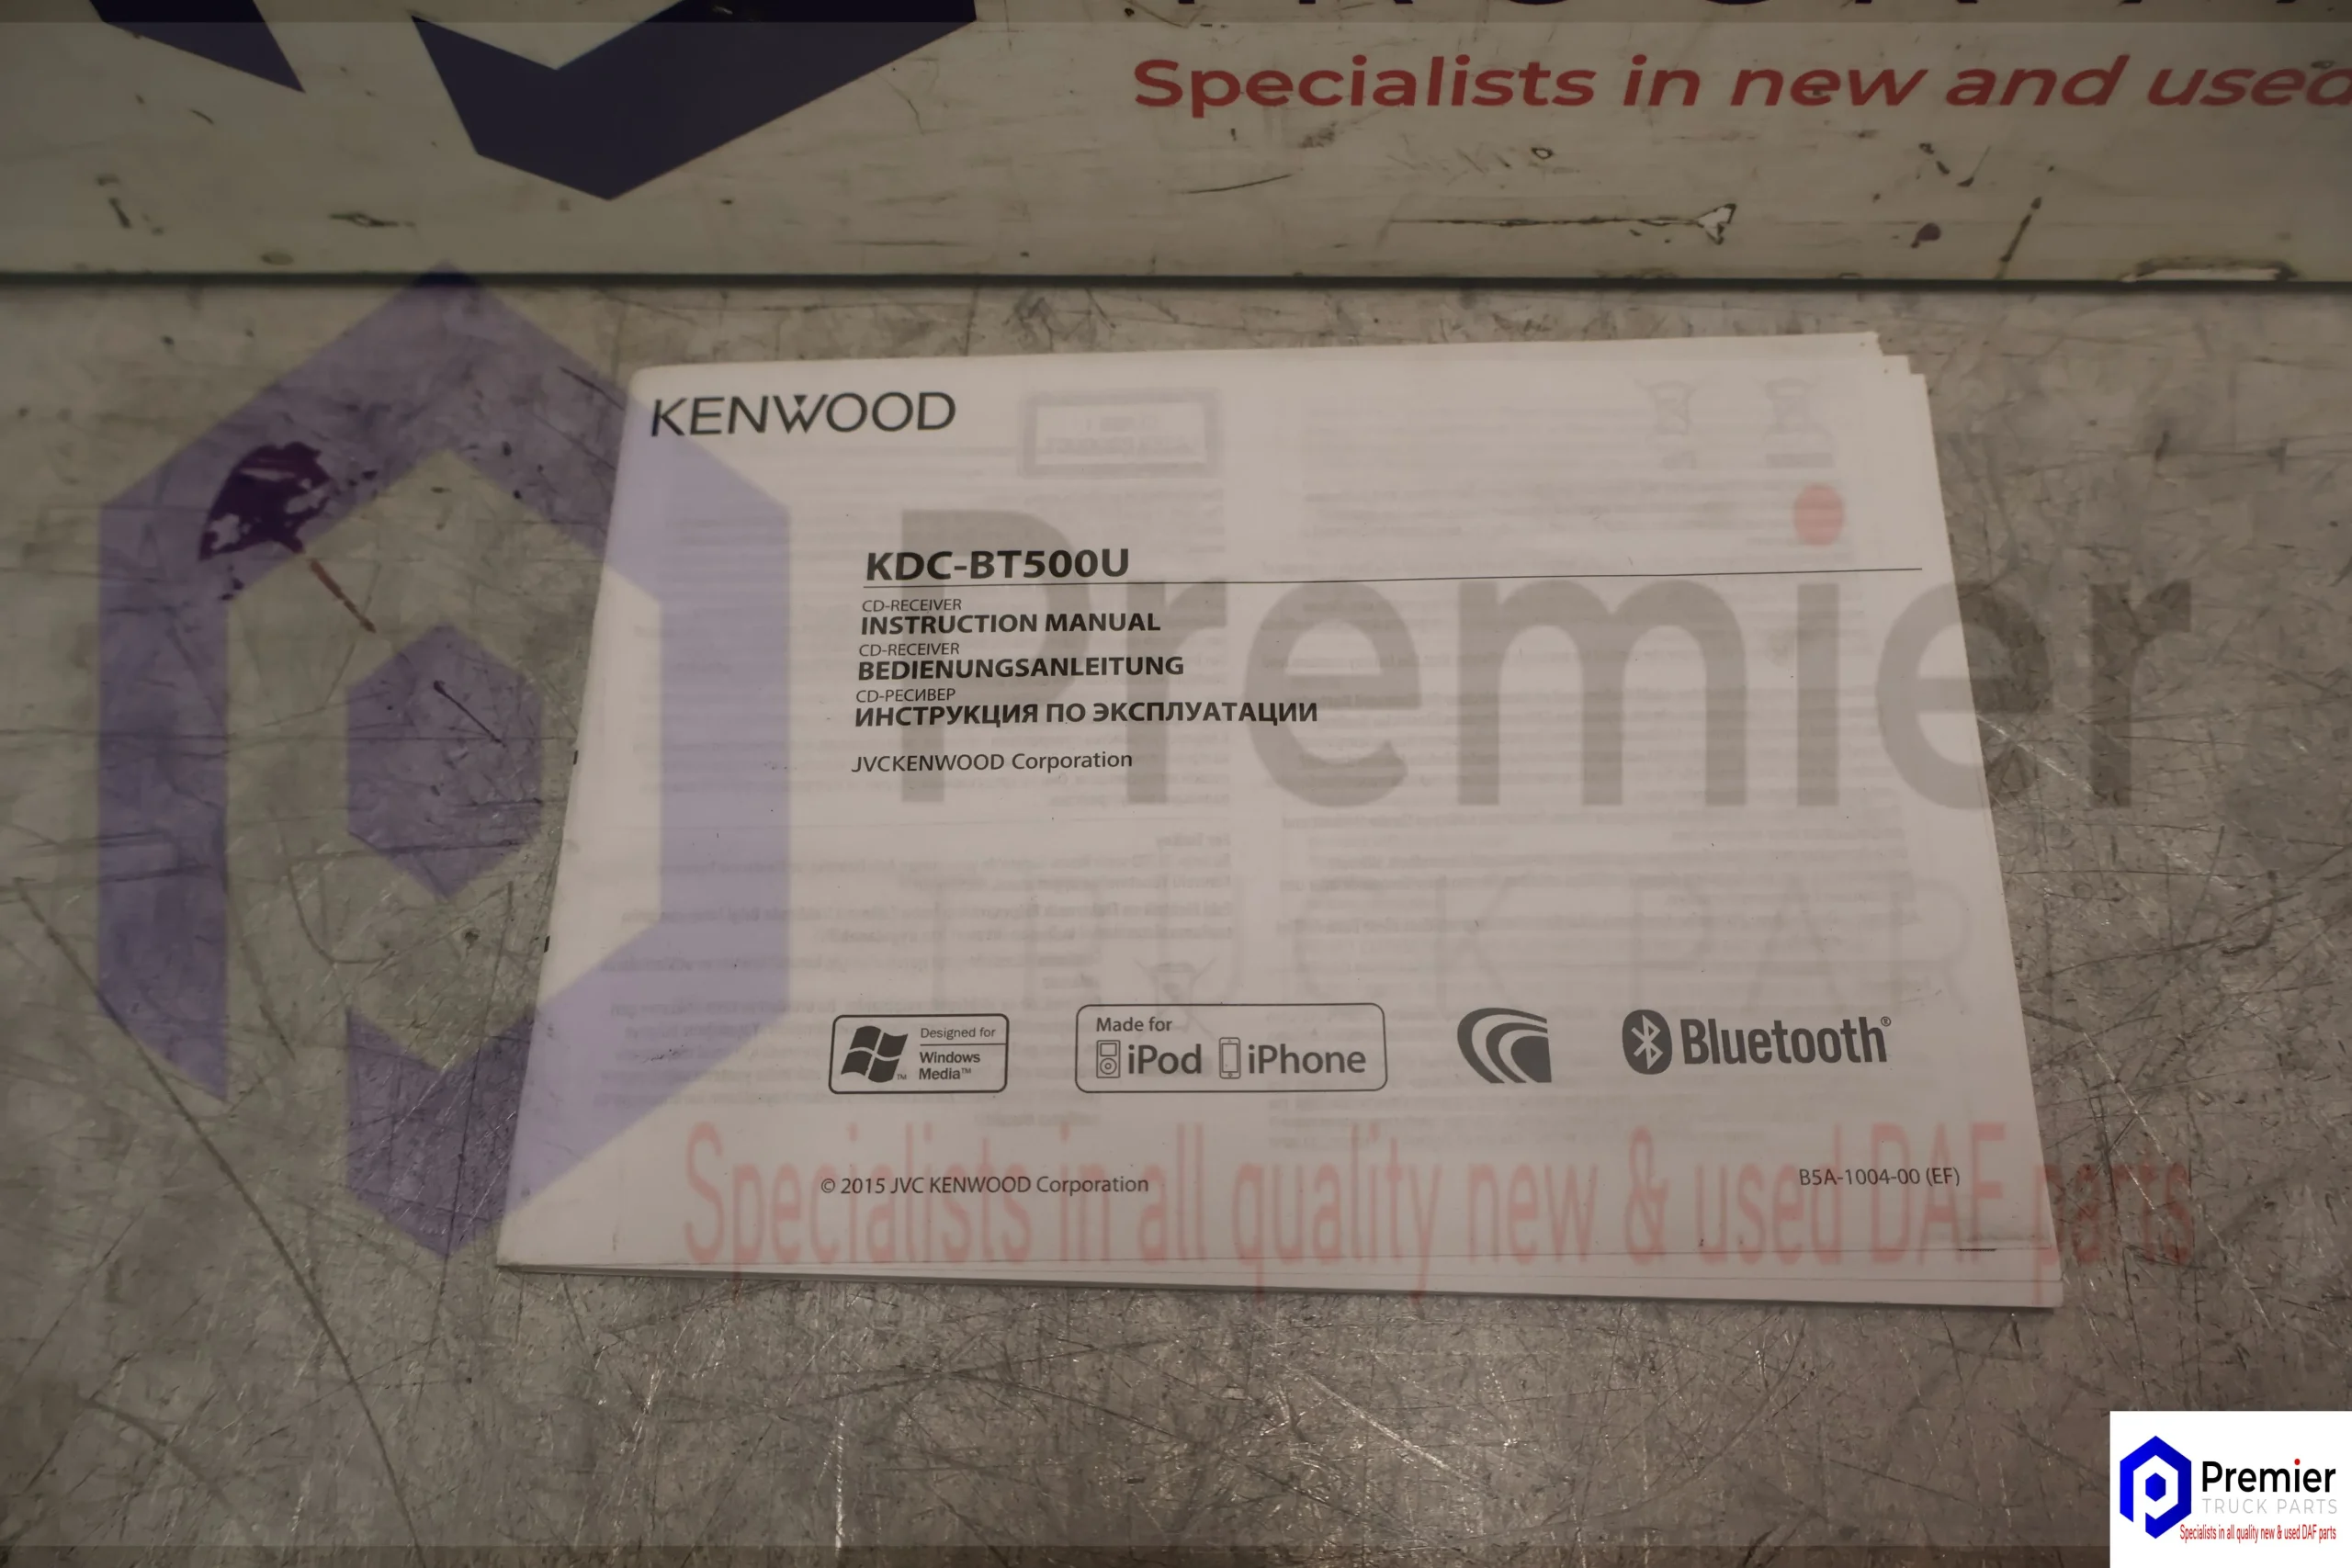 Specialists in new and used
KENWOOD
KDC-BT500U
CD-RECEIVER
INSTRUCTION MANUAL
CD-RECEIVER
BEDIENUNGSANLEITUNG
CD-РЕСИВЕР
ИНСТРУКЦИЯ ПО ЭКСПЛУАТАЦИИ
JVCKENWOOD Corporation
Premier
TRUCK PAR
Designed for
Windows
Media™
Made for
iPod iPhone
Bluetooth®
Specialists in all quality new & used DAF parts
© 2015 JVC KENWOOD Corporation
B5A-1004-00 (EF)
Premier
TRUCK PARTS
Specialists in all quality new & used DAF parts